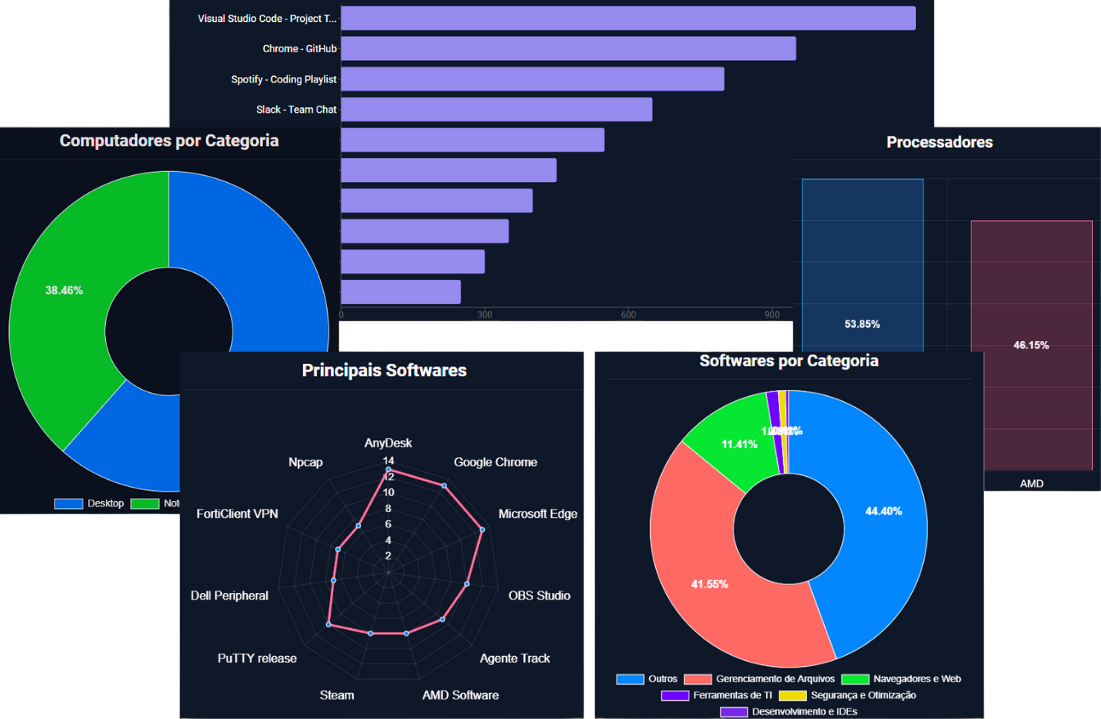 Visual Studio Code - Project T...
Chrome - GitHub
Spotify - Coding Playlist
Slack - Team Chat
0 300 600 900
Computadores por Categoria
38.46%
Desktop Not
Processadores
53.85%
46.15%
AMD
Principais Softwares
AnyDesk
Google Chrome
Microsoft Edge
OBS Studio
Agente Track
AMD Software
Steam
PuTTY release
Dell Peripheral
FortiClient VPN
Npcap
14
12
10
8
6
4
2
Softwares por Categoria
11.41%
44.40%
41.55%
Outros Gerenciamento de Arquivos Navegadores e Web
Ferramentas de TI Segurança e Otimização
Desenvolvimento e IDEs